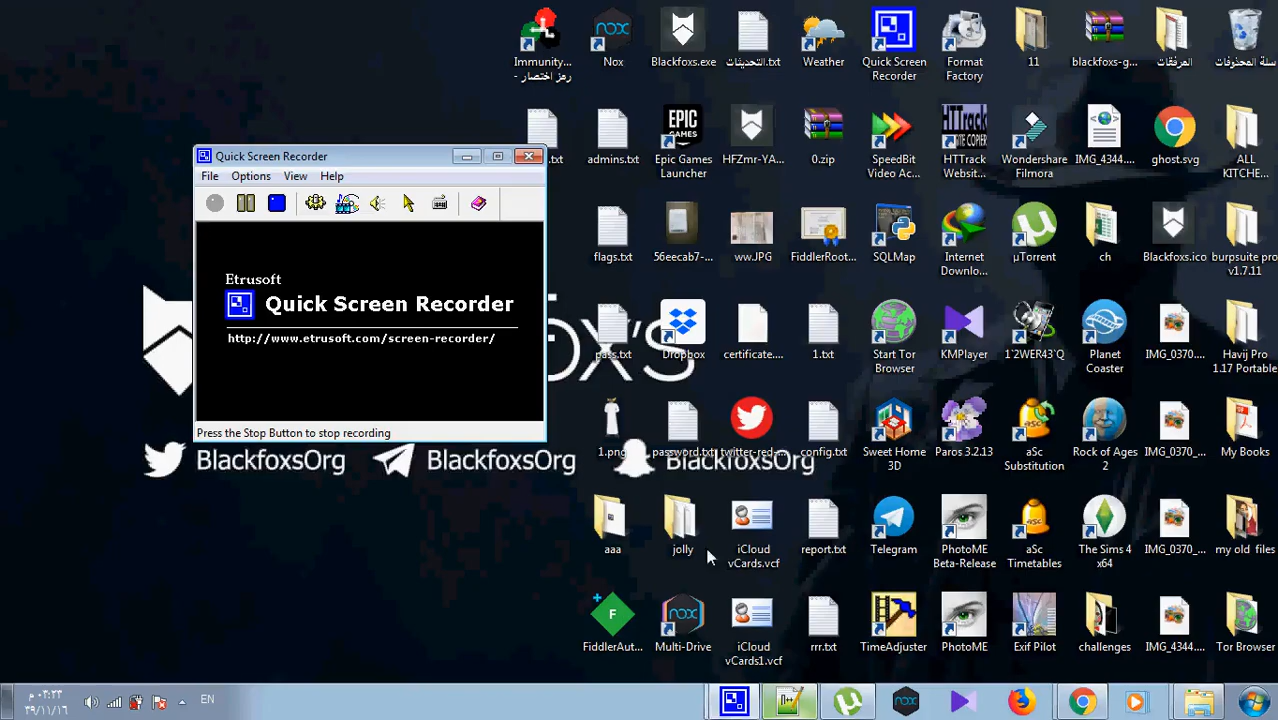 Immunity...
رمز اختصار -
Nox
Blackfoxs.exe
التحديثات.txt
Weather
Quick Screen
Recorder
Format
Factory
11
blackfoxs-g...
المرفقات
سلة المحذوفات
admins.txt
EPIC
GAMES
Epic Games
Launcher
HFZmr-YA...
0.zip
SpeedBit
Video Ac...
HTTrack
Website...
Wondershare
Filmora
IMG_4344....
ghost.svg
ALL
KITCHE...
Quick Screen Recorder
File Options View Help
Etrusoft
Quick Screen Recorder
http://www.etrusoft.com/screen-recorder/
Press the Stop Button to stop recording
flags.txt
56eecab7-...
ww.JPG
FiddlerRoot...
SQLMap
Internet
Downlo...
µTorrent
ch
Blackfoxs.ico
burpsuite pro
v1.7.11
pass.txt
Dropbox
certificate....
1.txt
Start Tor
Browser
KMPlayer
1'2WER43'Q
Planet
Coaster
IMG_0370_...
Havij Pro
1.17 Portable
1.png
password.txt
twitter-red-...
config.txt
Sweet Home
3D
Paros 3.2.13
aSc
Substitution
Rock of Ages
2
IMG_0370_...
My Books
BlackfoxsOrg
BlackfoxsOrg
BlackfoxsOrg
aaa
jolly
iCloud
vCards.vcf
report.txt
Telegram
PhotoME
Beta-Release
aSc
Timetables
The Sims 4
x64
IMG_0370_...
my old files
FiddlerAut...
Multi-Drive
iCloud
vCards1.vcf
rrr.txt
TimeAdjuster
PhotoME
Exif Pilot
challenges
IMG_4344....
Tor Browser
EN